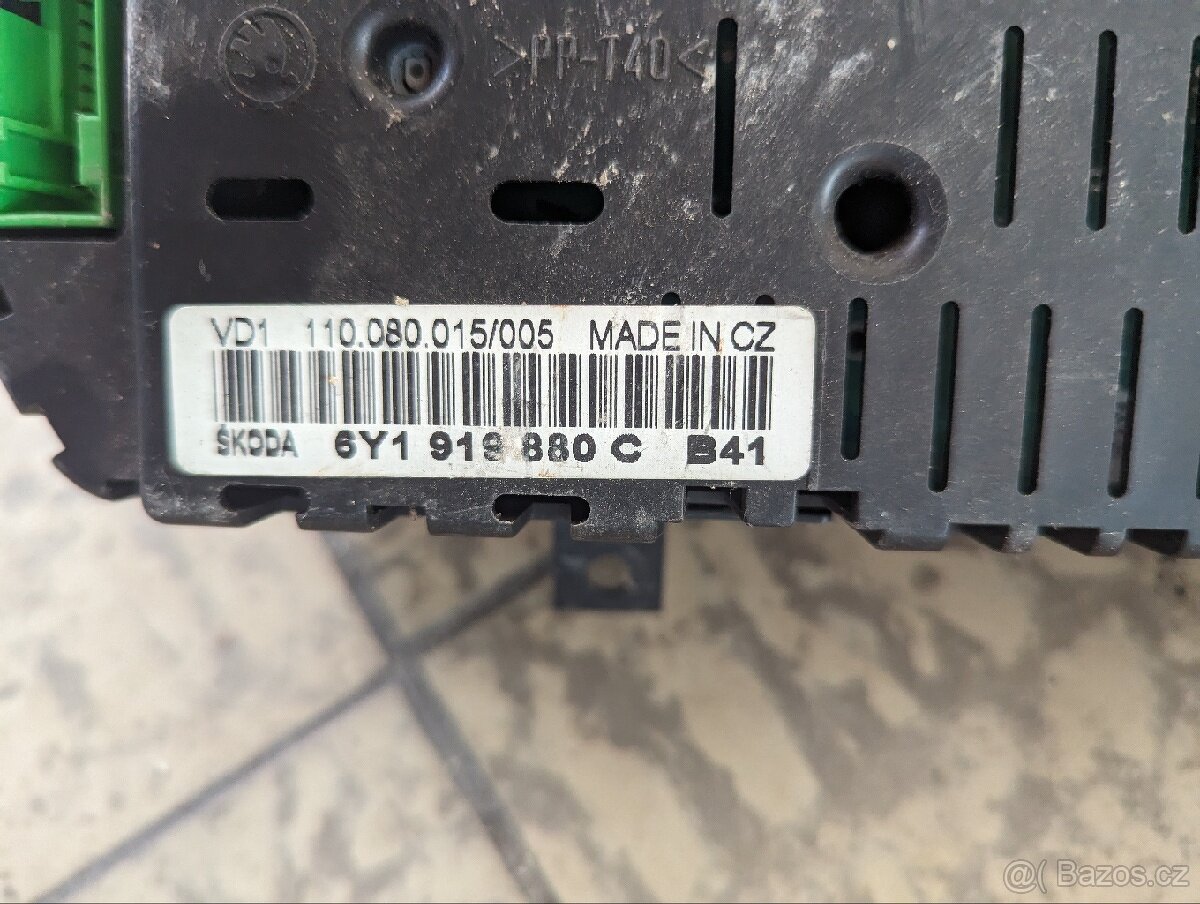 >PP-T40<
VD1 110.080.015/005 MADE IN CZ
ŠKODA 6Y1 919 880 C B41
@( Bazos.cz